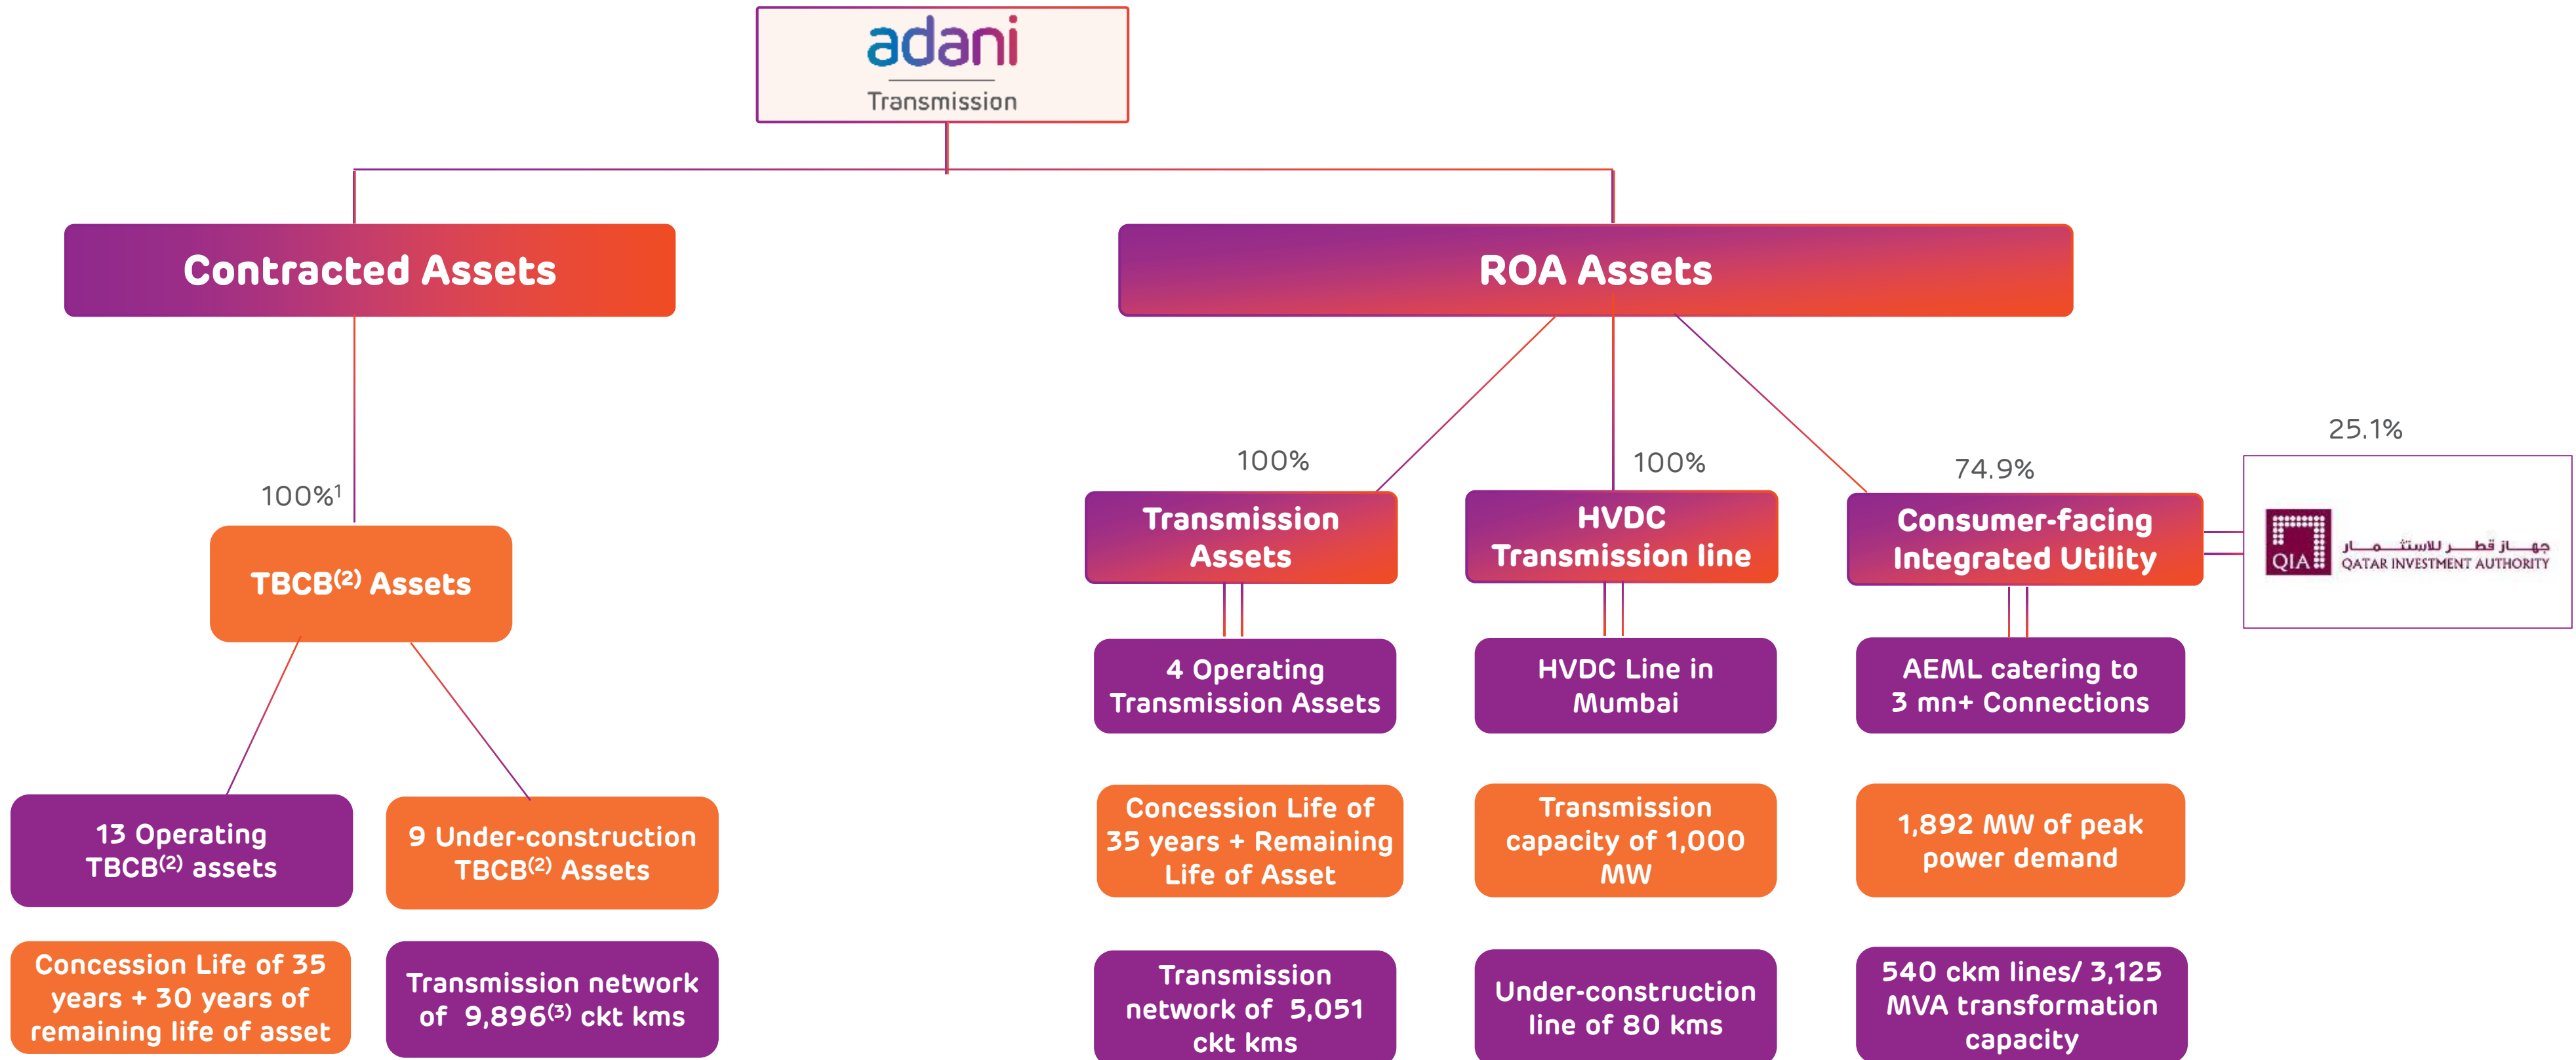 adani
Transmission
Contracted Assets
ROA Assets
100%¹
TBCB⁽²⁾ Assets
13 Operating
TBCB⁽²⁾ assets
9 Under-construction
TBCB⁽²⁾ Assets
Concession Life of 35
years + 30 years of
remaining life of asset
Transmission network
of 9,896⁽³⁾ ckt kms
100%
Transmission
Assets
4 Operating
Transmission Assets
Concession Life of
35 years + Remaining
Life of Asset
Transmission
network of 5,051
ckt kms
100%
HVDC
Transmission line
HVDC Line in
Mumbai
Transmission
capacity of 1,000
MW
Under-construction
line of 80 kms
74.9%
Consumer-facing
Integrated Utility
AEML catering to
3 mn+ Connections
1,892 MW of peak
power demand
540 ckm lines/ 3,125
MVA transformation
capacity
25.1%
QIA
جهاز قطر للاستثمار
QATAR INVESTMENT AUTHORITY